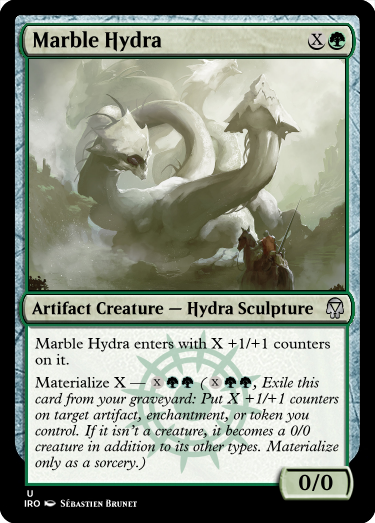 Marble Hydra X
Artifact Creature — Hydra Sculpture
Marble Hydra enters with X +1/+1 counters
on it.
Materialize X — X (X, Exile this
card from your graveyard: Put X +1/+1 counters
on target artifact, enchantment, or token you
control. If it isn't a creature, it becomes a 0/0
creature in addition to its other types. Materialize
only as sorcery.)
0/0
U
IRO SÉBASTIEN BRUNET